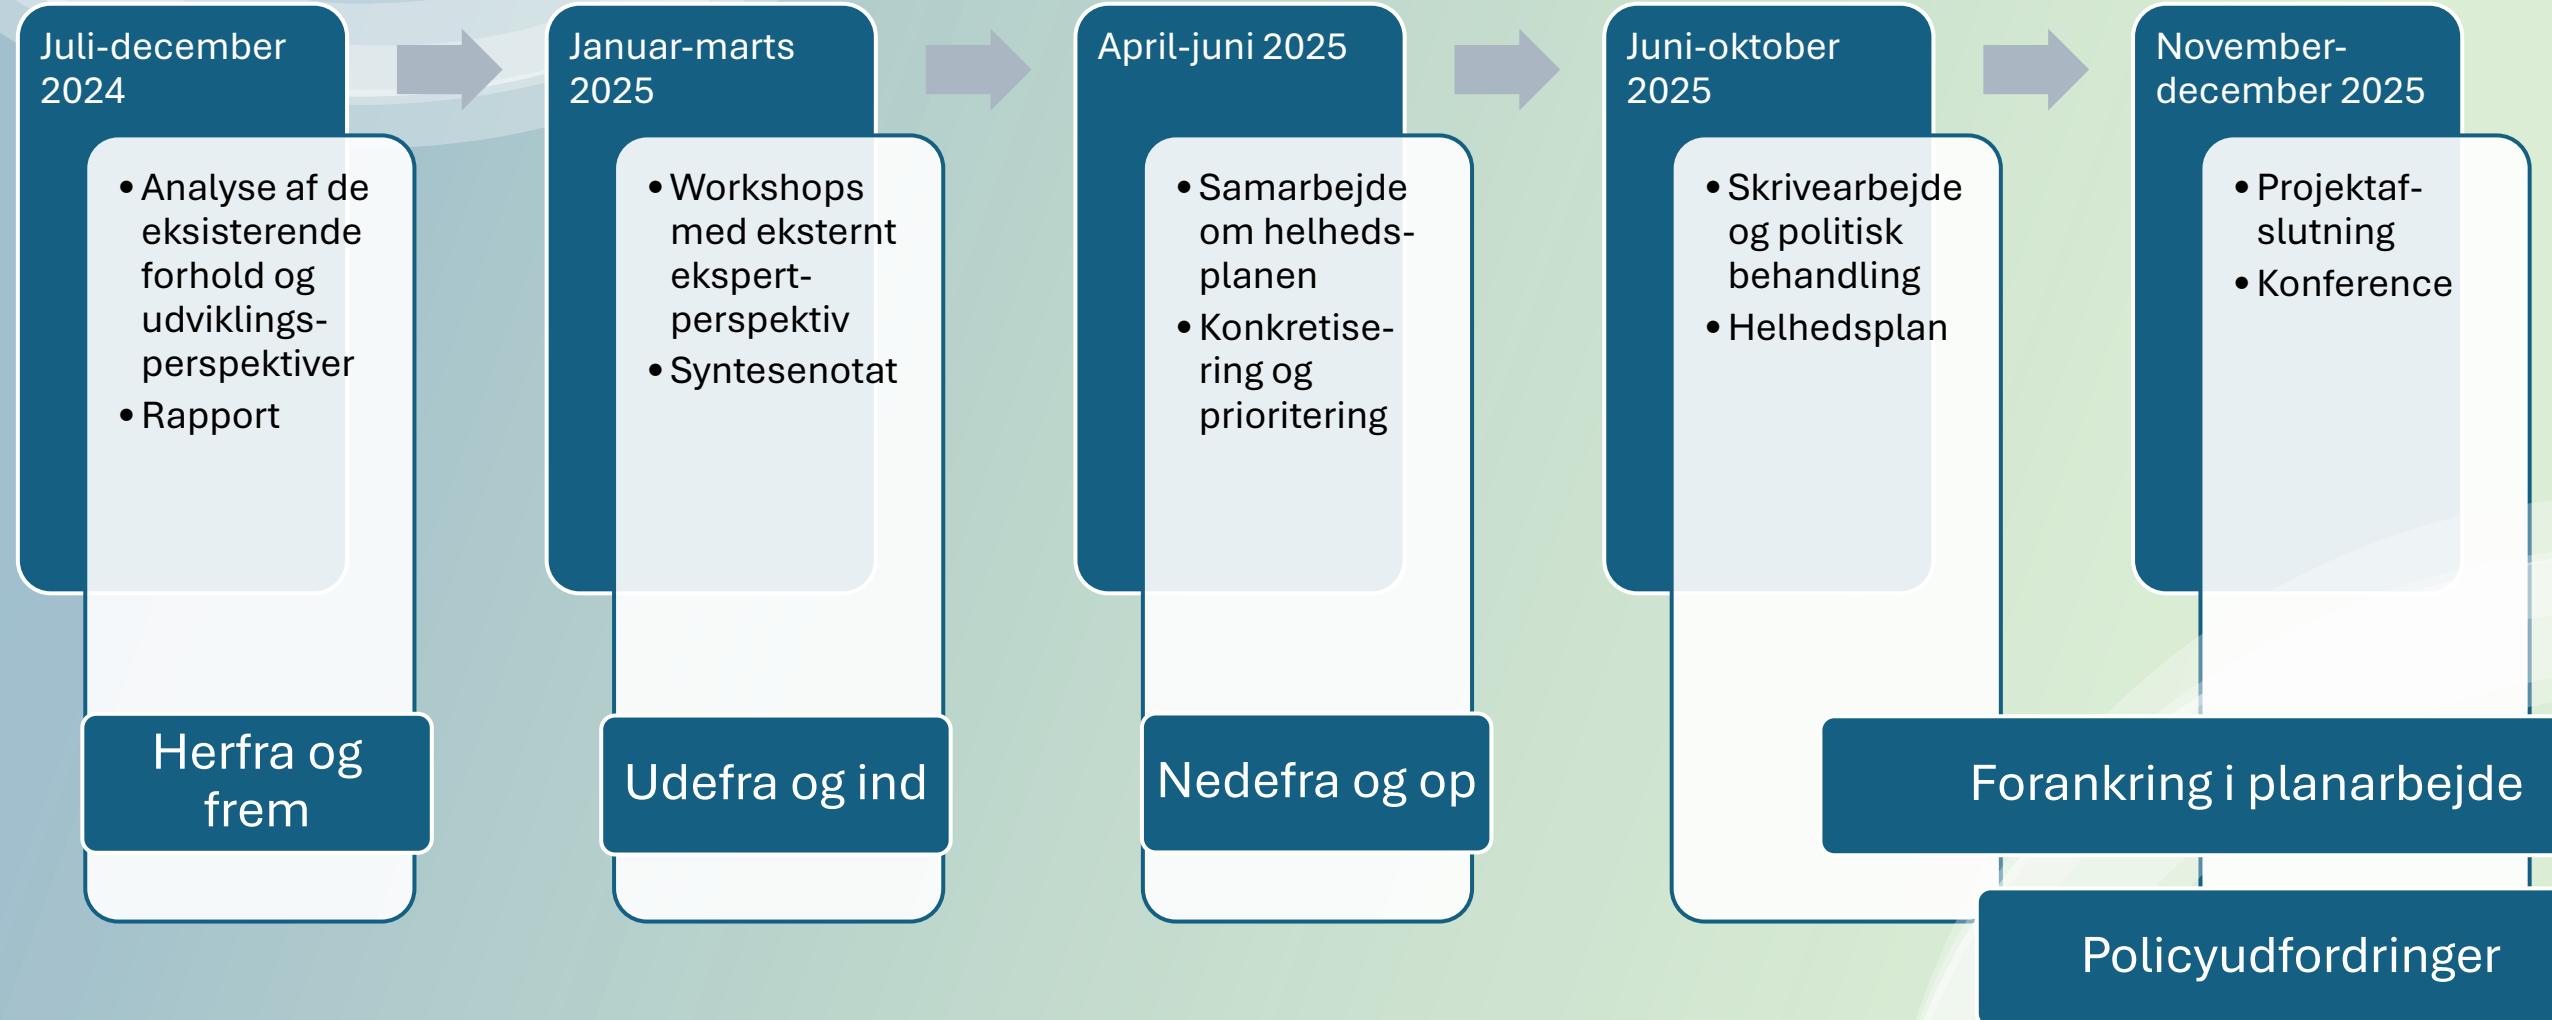 Juli-december
2024
• Analyse af de
eksisterende
forhold og
udviklings-
perspektiver
• Rapport
Herfra og
frem
Januar-marts
2025
• Workshops
med eksternt
ekspert-
perspektiv
• Syntesenotat
Udefra og ind
April-juni 2025
• Samarbejde
om helheds-
planen
• Konkretise-
ring og
prioritering
Nedefra og op
Juni-oktober
2025
• Skrivearbejde
og politisk
behandling
• Helhedsplan
November-
december 2025
• Projektaf-
slutning
• Konference
Forankring i planarbejde
Policyudfordringer